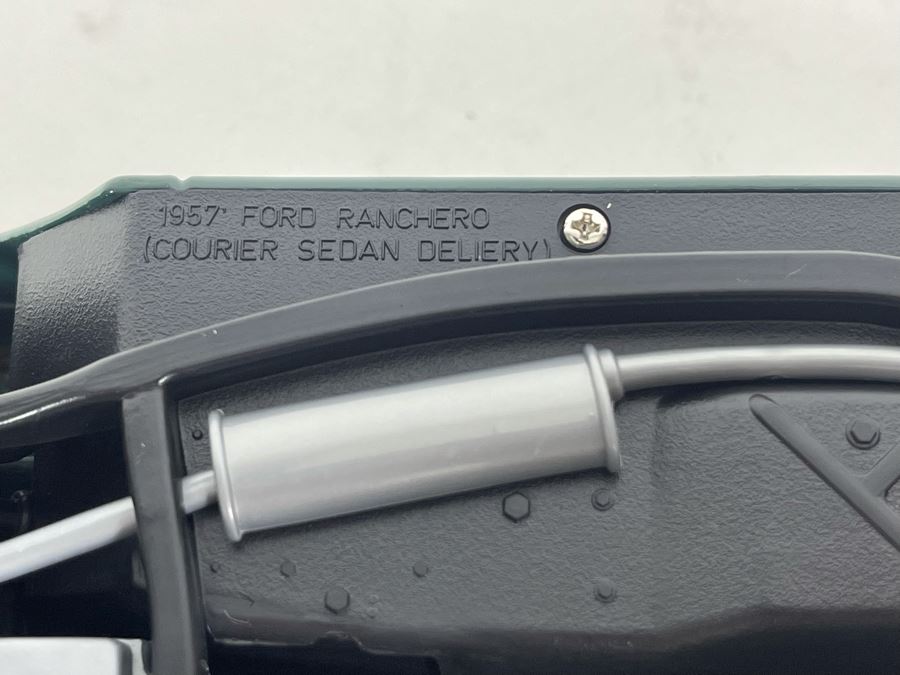 1957' FORD RANCHERO
(COURIER SEDAN DELIERY)